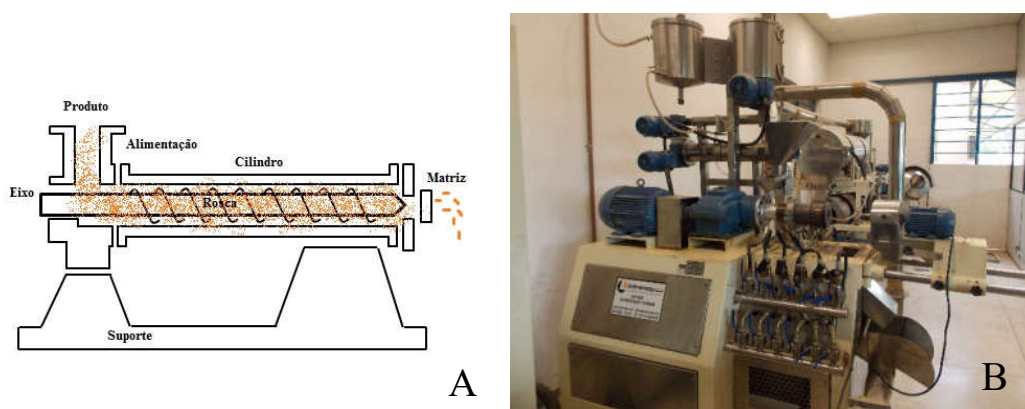 Produto
Alimentação
Cilindro
Matriz
Eixo
Rosca
Suporte
A
B